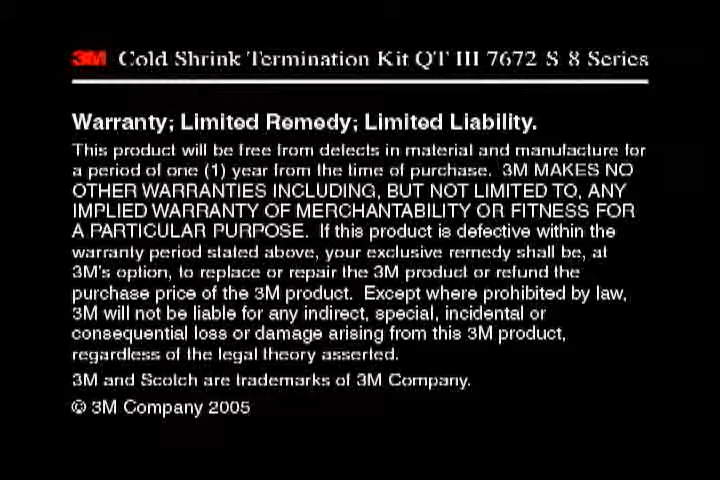 3M Cold Shrink Termination Kit QT III 7672 S 8 Series
Warranty; Limited Remedy; Limited Liability.
This product will be free from defects in material and manufacture for
a period of one (1) year from the time of purchase. 3M MAKES NO
OTHER WARRANTIES INCLUDING, BUT NOT LIMITED TO, ANY
IMPLIED WARRANTY OF MERCHANTABILITY OR FITNESS FOR
A PARTICULAR PURPOSE. If this product is defective within the
warranty period stated above, your exclusive remedy shall be, at
3M's option, to replace or repair the 3M product or refund the
purchase price of the 3M product. Except where prohibited by law,
3M will not be liable for any indirect, special, incidental or
consequential loss or damage arising from this 3M product,
regardless of the legal theory asserted.
3M and Scotch are trademarks of 3M Company.
© 3M Company 2005